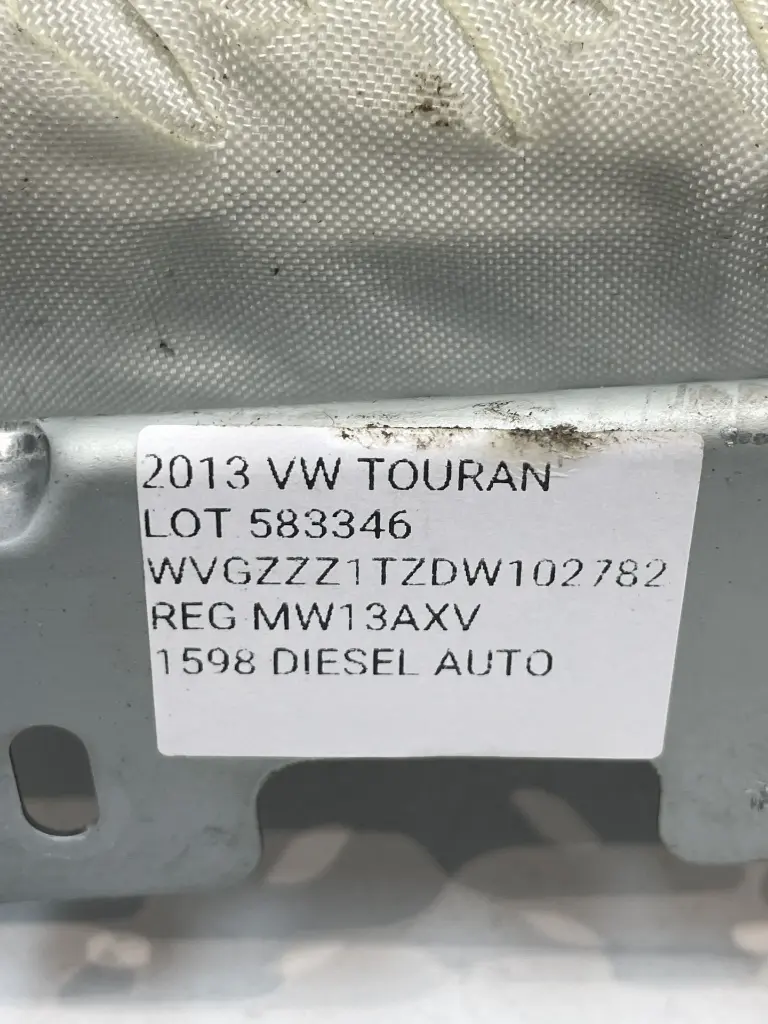 2013 VW TOURAN
LOT 583346
WVGZZZ1TZDW102782
REG MW13AXV
1598 DIESEL AUTO